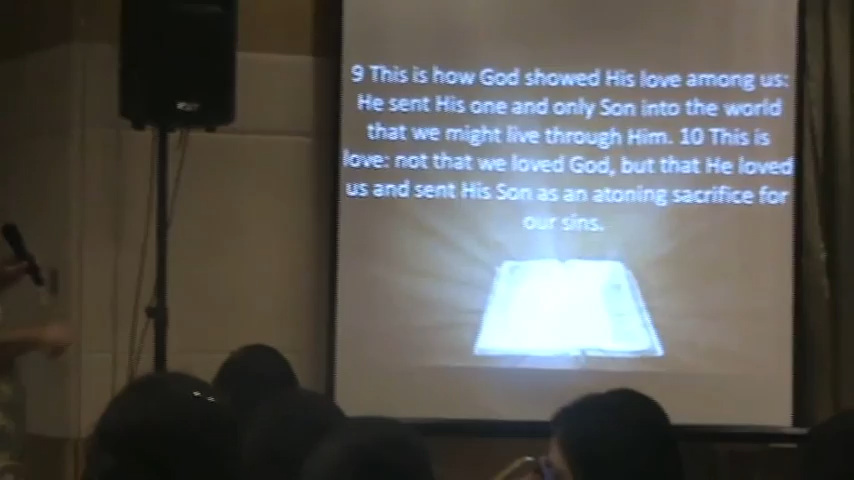 9 This is how God showed His love among us:
He sent His one and only Son into the world
that we might live through Him. 10 This is
love: not that we loved God, but that He loved
us and sent His Son as an atoning sacrifice for
our sins.